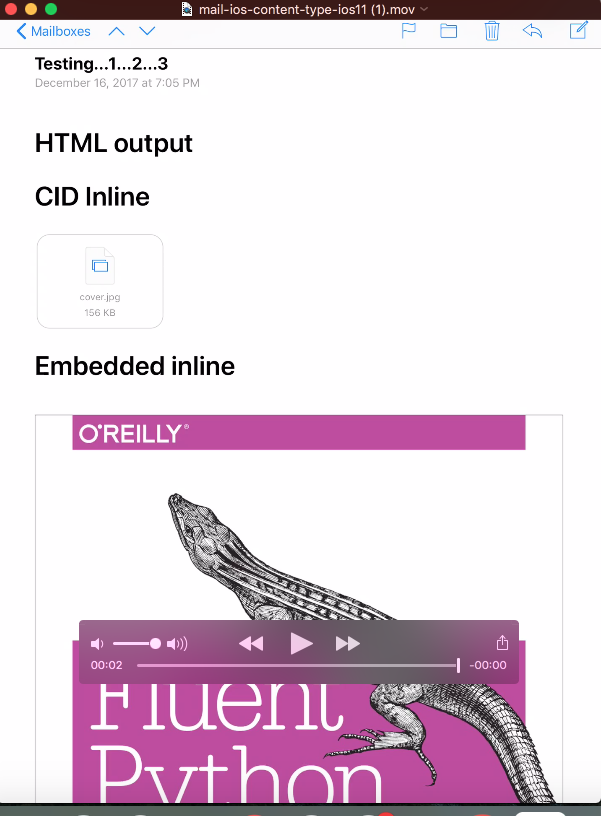 mail-ios-content-type-ios11 (1).mov
Mailboxes
Testing...1...2...3
December 16, 2017 at 7:05 PM
HTML output
CID Inline
cover.jpg
156 KB
Embedded inline
O'REILLY®
00:02
-00:00
Fluent
Python